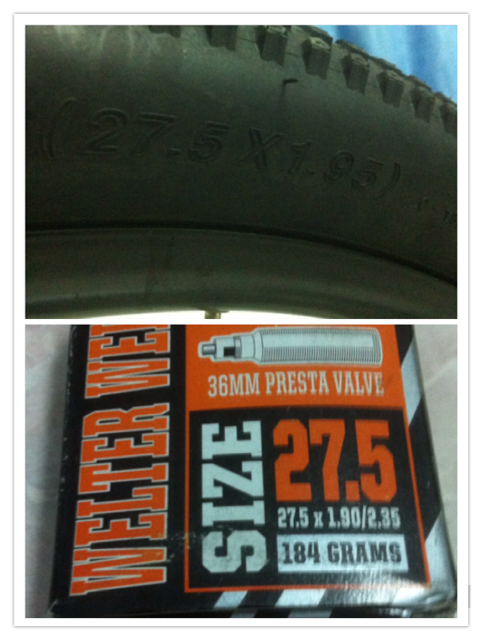 (27.5 X 1.95)
WELTER WEI
36MM PRESTA VALVE
SIZE
27.5
27.5 x 1.90/2.35
184 GRAMS